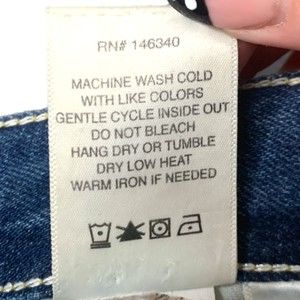 RN# 146340
MACHINE WASH COLD
WITH LIKE COLORS
GENTLE CYCLE INSIDE OUT
DO NOT BLEACH
HANG DRY OR TUMBLE
DRY LOW HEAT
WARM IRON IF NEEDED